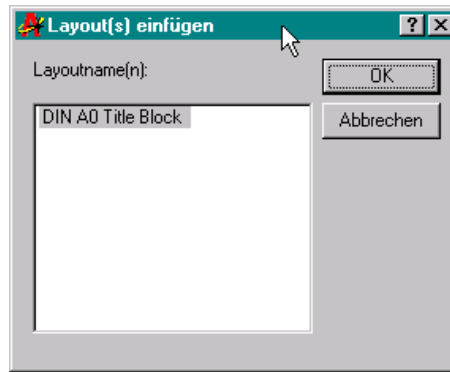 Layout(s) einfügen
Layoutname(n):
OK
DIN A0 Title Block
Abbrechen